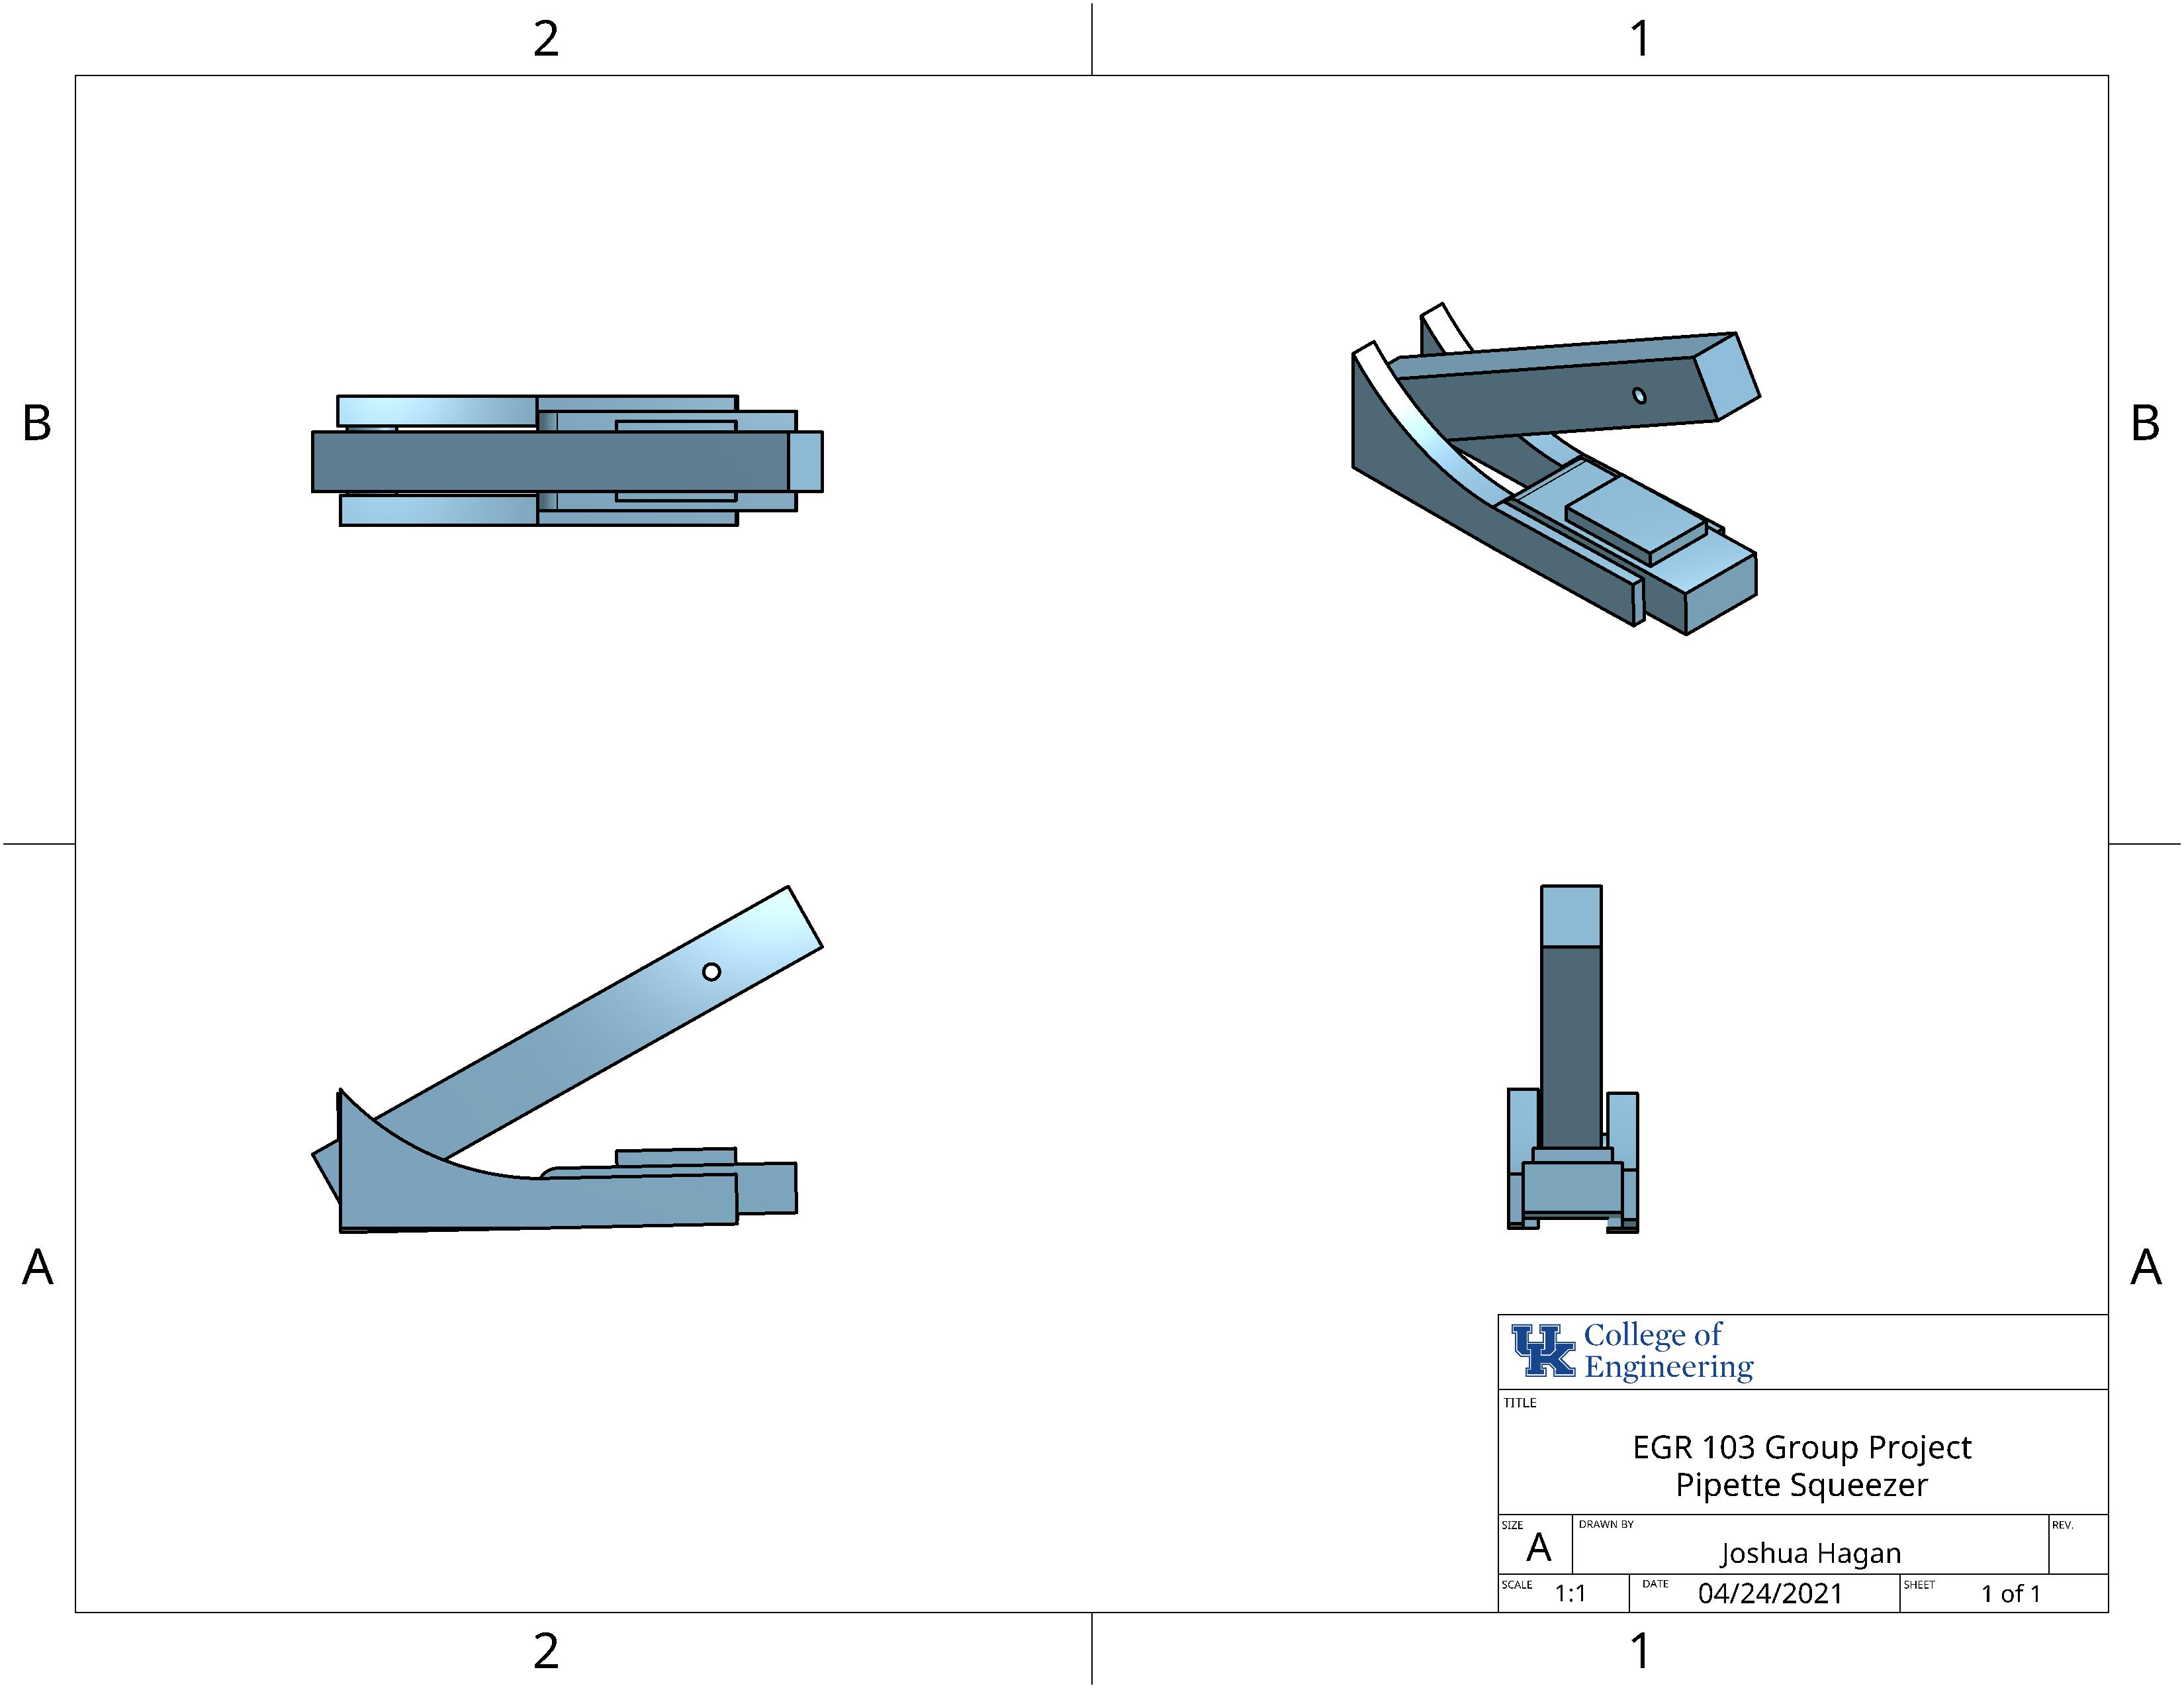 2
1
B
B
A
A
UK College of
Engineering
TITLE
EGR 103 Group Project
Pipette Squeezer
SIZE
A
DRAWN BY
Joshua Hagan
REV.
SCALE
1:1
DATE
04/24/2021
SHEET
1 of 1
2
1